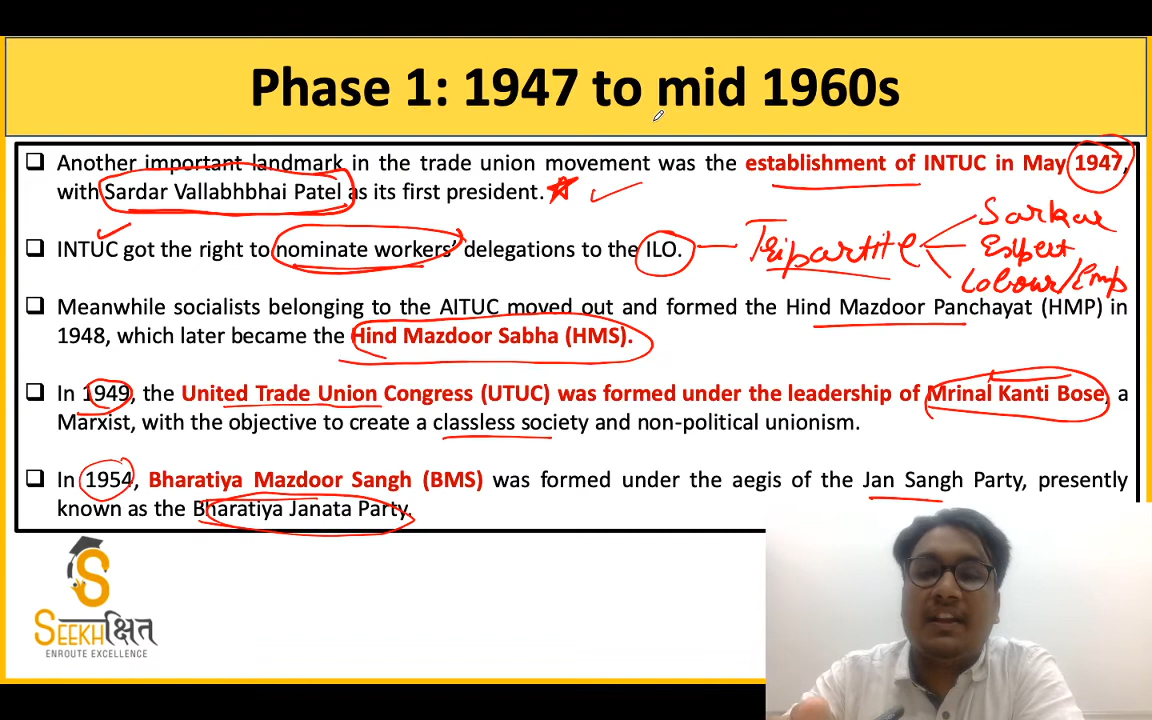 Phase 1: 1947 to mid 1960s
❑ Another important landmark in the trade union movement was the establishment of INTUC in May 1947,
with Sardar Vallabhbhai Patel as its first president.
❑ INTUC got the right to nominate workers’ delegations to the ILO.
Tripartite
Sarkar
Expert
Labour/Emp
❑ Meanwhile socialists belonging to the AITUC moved out and formed the Hind Mazdoor Panchayat (HMP) in
1948, which later became the Hind Mazdoor Sabha (HMS).
❑ In 1949, the United Trade Union Congress (UTUC) was formed under the leadership of Mrinal Kanti Bose, a
Marxist, with the objective to create a classless society and non-political unionism.
❑ In 1954, Bharatiya Mazdoor Sangh (BMS) was formed under the aegis of the Jan Sangh Party, presently
known as the Bharatiya Janata Party.
S
SEEKHक्षित
ENROUTE EXCELLENCE